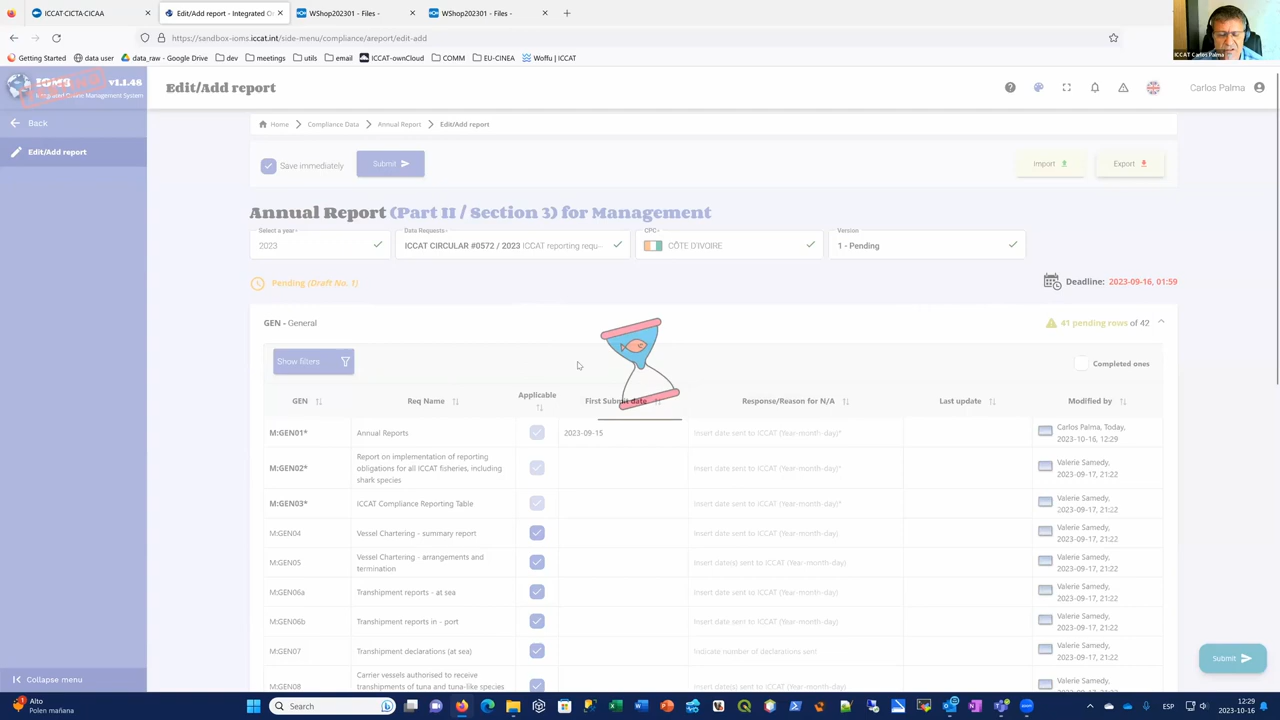 ICCAT·CICTA·CICAA
Edit/Add report - Integrated O
WShop202301 - Files -
WShop202301 - Files -
https://sandbox-ioms.iccat.int/side-menu/compliance/areport/edit-add
Getting Started
data user
data_raw - Google Drive
dev
meetings
utils
email
ICCAT-ownCloud
COMM
EU-CINEA
Woffu | ICCAT
ICCAT Carlos Palma
IOMS v1.1.48
Integrated Online Management System
Edit/Add report
Carlos Palma
Back
Edit/Add report
Home
Compliance Data
Annual Report
Edit/Add report
Save immediately
Submit
Import
Export
Annual Report (Part II / Section 3) for Management
Select a year*
2023
Data Requests*
ICCAT CIRCULAR #0572 / 2023 ICCAT reporting requ--
CPC*
CÔTE D'IVOIRE
Version
1 - Pending
Pending (Draft No. 1)
Deadline: 2023-09-16, 01:59
GEN - General
41 pending rows of 42
Show filters
Completed ones
GEN
Req Name
Applicable
First Submit date
Response/Reason for N/A
Last update
Modified by
M:GEN01*
Annual Reports
2023-09-15
Insert date sent to ICCAT (Year-month-day)*
Carlos Palma, Today,
2023-10-16, 12:29
M:GEN02*
Report on implementation of reporting
obligations for all ICCAT fisheries, including
shark species
Insert date sent to ICCAT (Year-month-day)*
Valerie Samedy,
2023-09-17, 21:22
M:GEN03*
ICCAT Compliance Reporting Table
Insert date sent to ICCAT (Year-month-day)*
Valerie Samedy,
2023-09-17, 21:22
M:GEN04
Vessel Chartering - summary report
Insert date sent to ICCAT (Year-month-day)
Valerie Samedy,
2023-09-17, 21:22
M:GEN05
Vessel Chartering - arrangements and
termination
Insert date(s) sent to ICCAT (Year-month-day)
Valerie Samedy,
2023-09-17, 21:22
M:GEN06a
Transhipment reports - at sea
Insert date sent to ICCAT (Year-month-day)
Valerie Samedy,
2023-09-17, 21:22
M:GEN06b
Transhipment reports in - port
Insert date sent to ICCAT (Year-month-day)
Valerie Samedy,
2023-09-17, 21:22
M:GEN07
Transhipment declarations (at sea)
Indicate number of declarations sent
Valerie Samedy,
2023-09-17, 21:22
M:GEN08
Carrier vessels authorised to receive
transhipments of tuna and tuna-like species
Insert date(s) sent to ICCAT (Year-month-day)
Valerie Samedy,
Submit
Collapse menu
Alto
Polen mañana
Search
ESP
12:29
2023-10-16